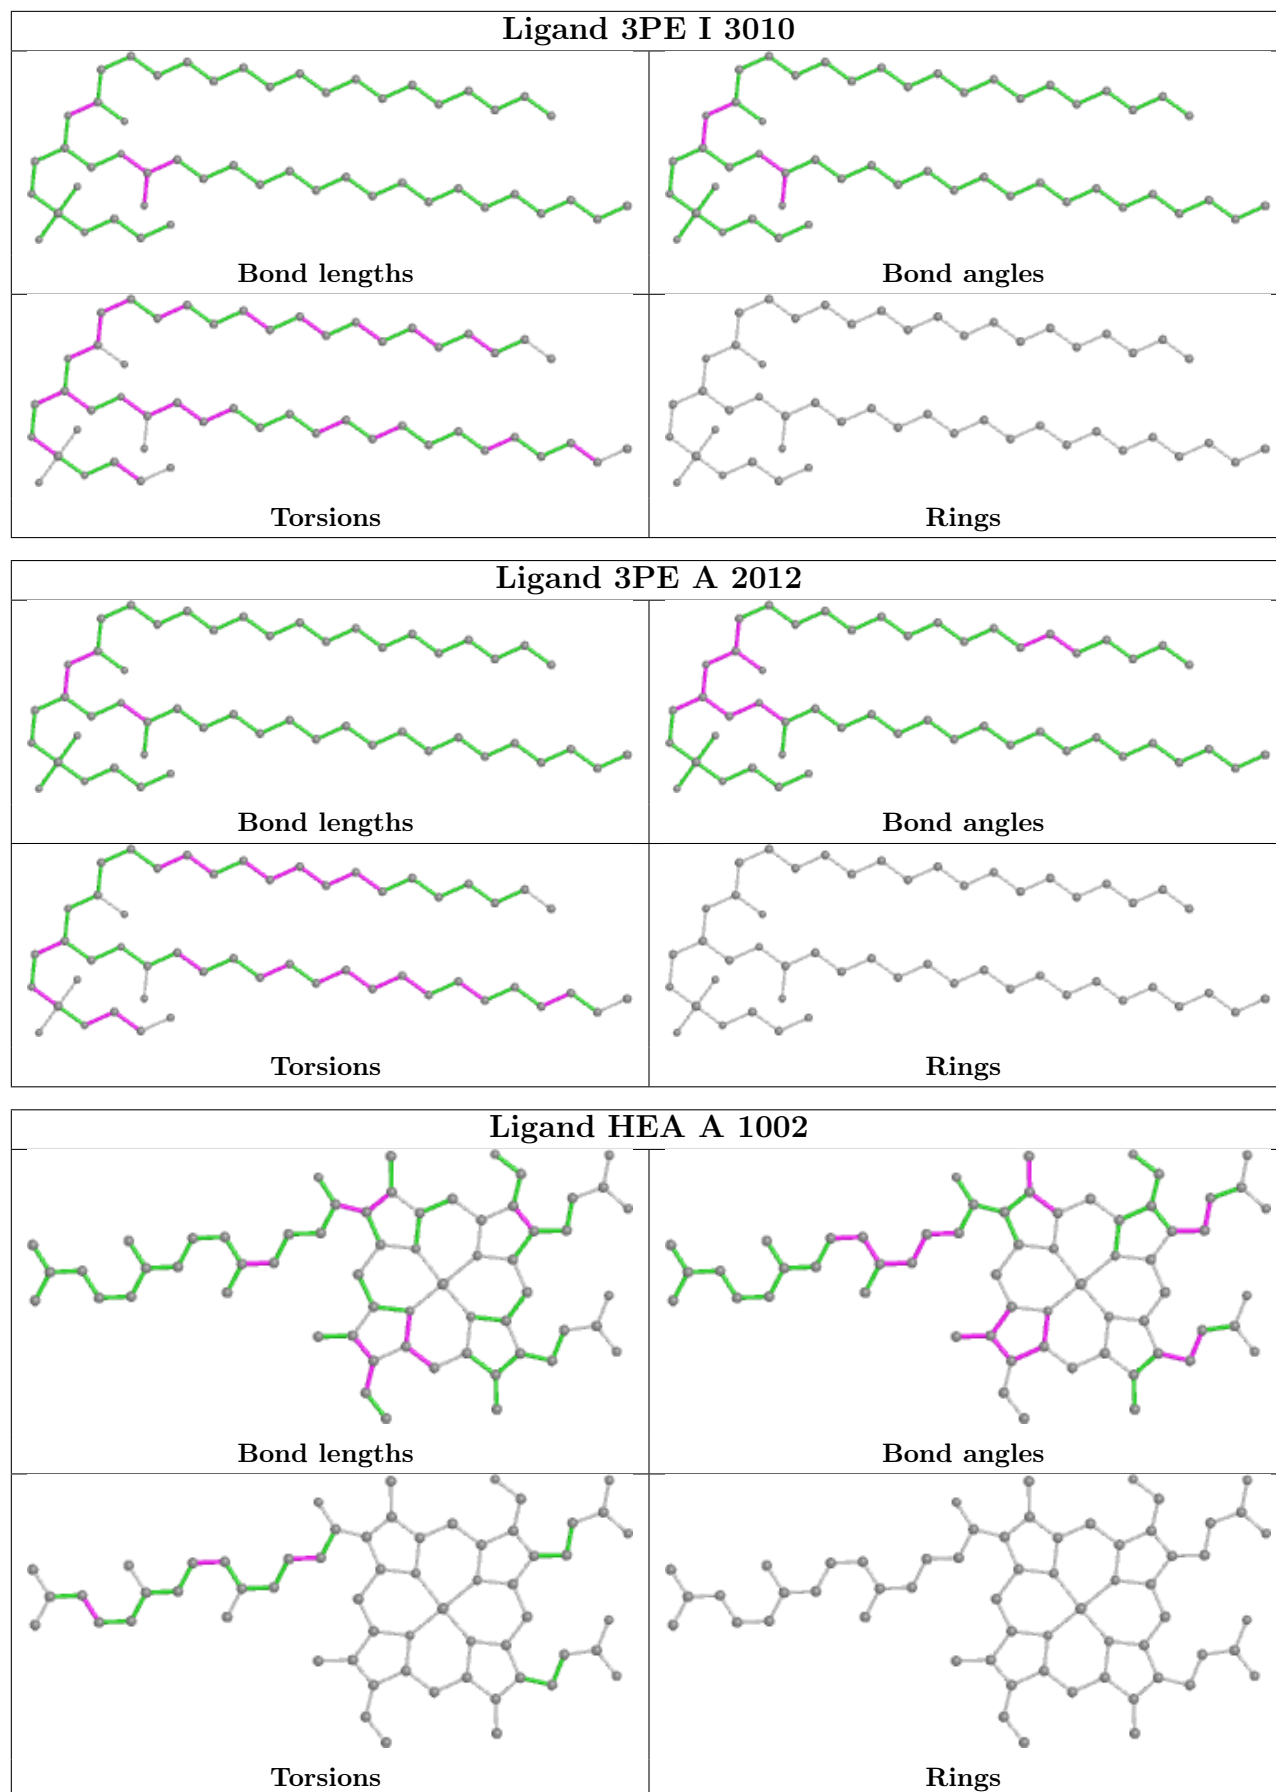 Ligand 3PE I 3010
Bond lengths
Bond angles
Torsions
Rings
Ligand 3PE A 2012
Bond lengths
Bond angles
Torsions
Rings
Ligand HEA A 1002
Bond lengths
Bond angles
Torsions
Rings